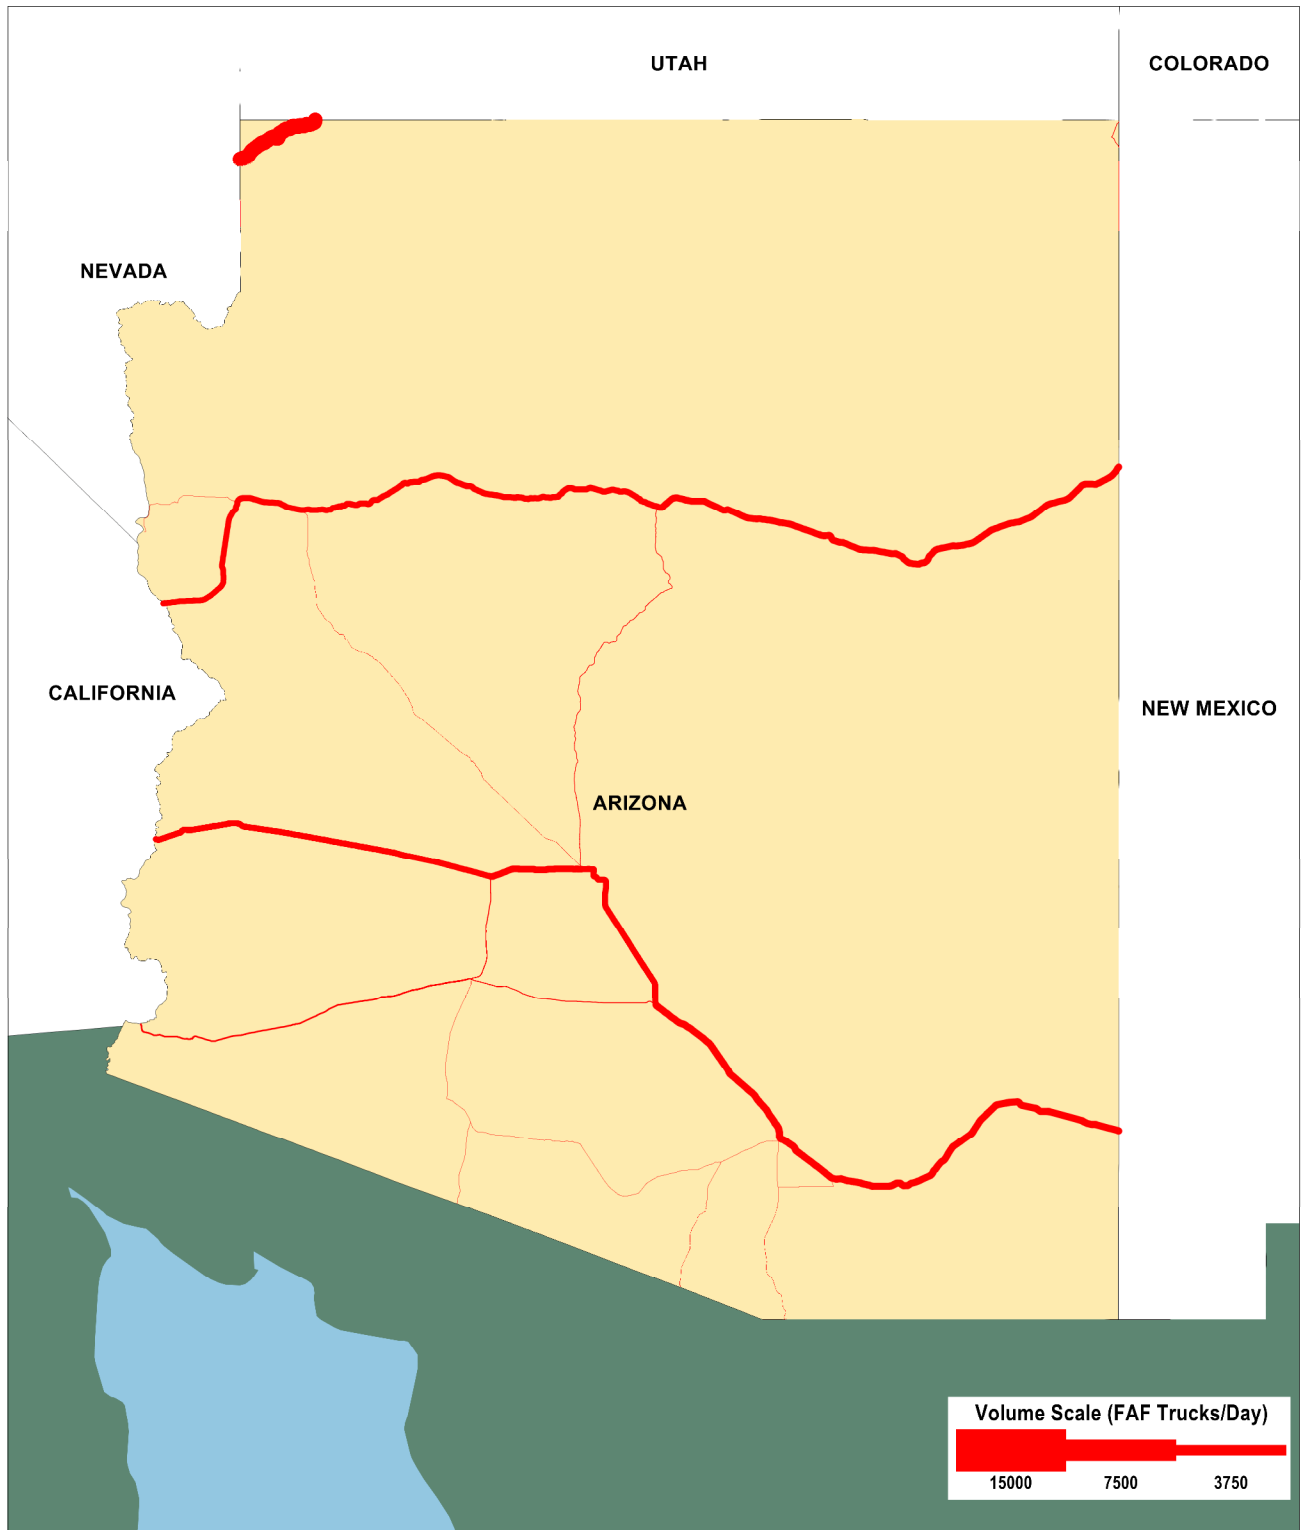 UTAH
COLORADO
NEVADA
CALIFORNIA
NEW MEXICO
ARIZONA
Volume Scale (FAF Trucks/Day)
15000 7500 3750